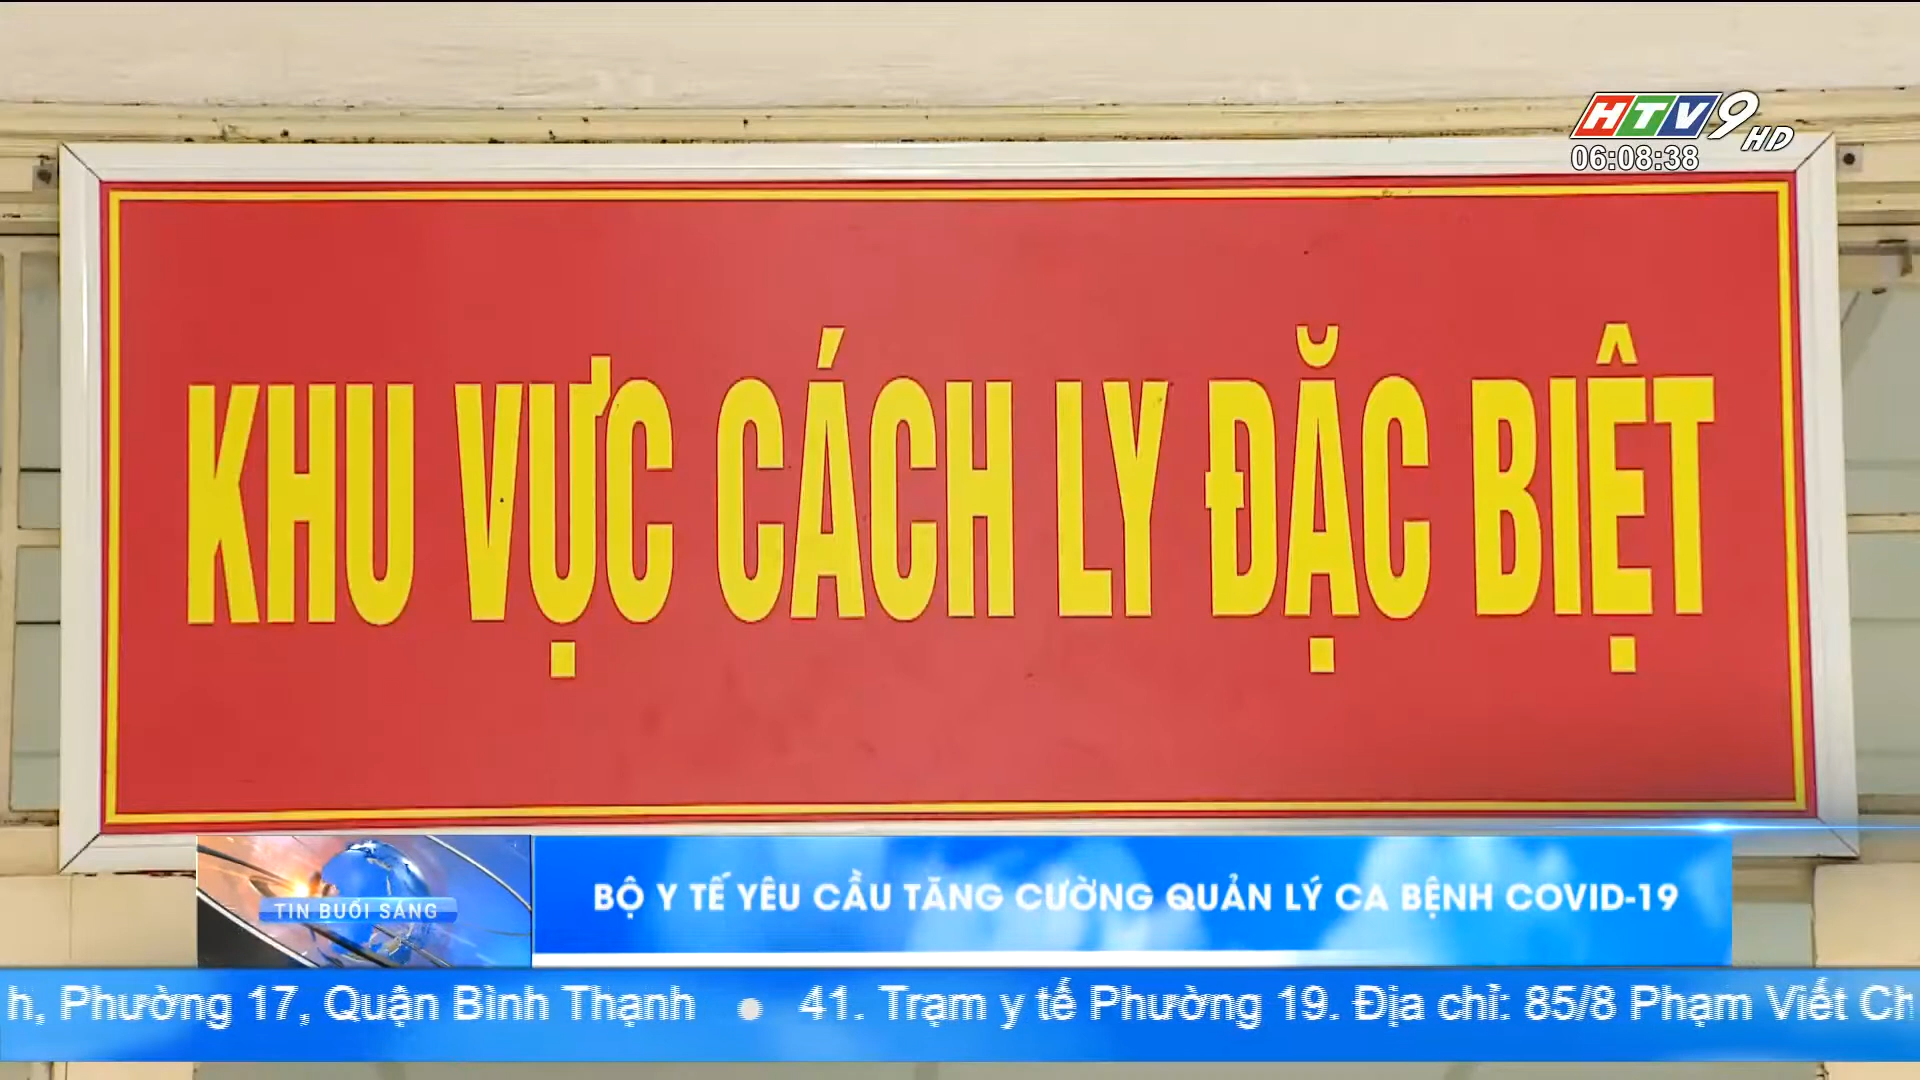 HTV9 HD
06:08:38
KHU VỰC CÁCH LY ĐẶC BIỆT
TIN BUỔI SÁNG
BỘ Y TẾ YÊU CẦU TĂNG CƯỜNG QUẢN LÝ CA BỆNH COVID-19
h, Phường 17, Quận Bình Thạnh ● 41. Trạm y tế Phường 19. Địa chỉ: 85/8 Phạm Viết Ch